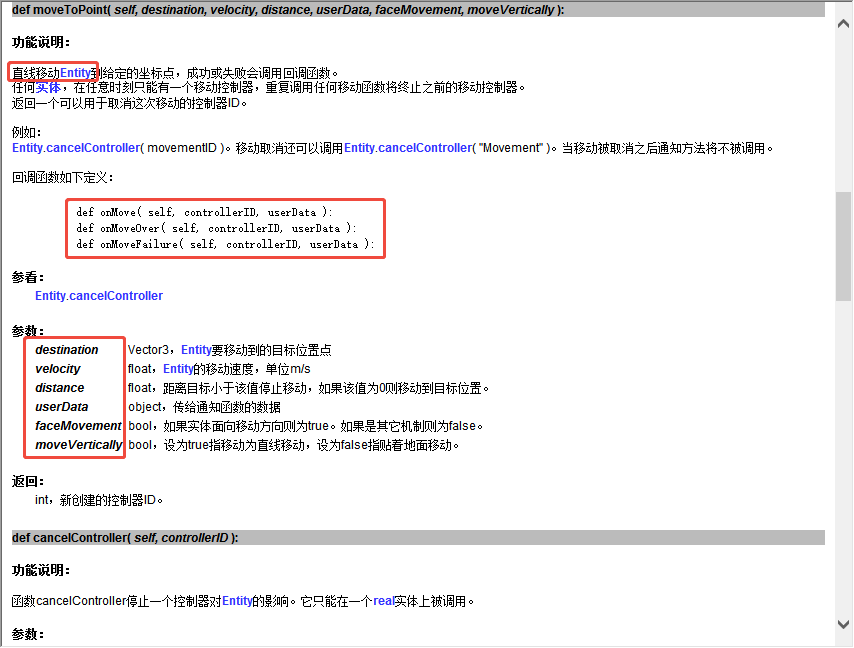 def moveToPoint( self, destination, velocity, distance, userData, faceMovement, moveVertically ):
功能说明：
直线移动Entity到给定的坐标点，成功或失败会调用回调函数。
任何实体，在任意时刻只能有一个移动控制器，重复调用任何移动函数将终止之前的移动控制器。
返回一个可以用于取消这次移动的控制器ID。
例如：
Entity.cancelController( movementID )。移动取消还可以调用Entity.cancelController( "Movement" )。当移动被取消之后通知方法将不被调用。
回调函数如下定义：
def onMove( self, controllerID, userData ):
def onMoveOver( self, controllerID, userData ):
def onMoveFailure( self, controllerID, userData ):
参看：
Entity.cancelController
参数：
destination Vector3，Entity要移动到的目标位置点
velocity float，Entity的移动速度，单位m/s
distance float，距离目标小于该值停止移动，如果该值为0则移动到目标位置。
userData object，传给通知函数的数据
faceMovement bool，如果实体面向移动方向则为true。如果是其它机制则为false。
moveVertically bool，设为true指移动为直线移动，设为false指贴着地面移动。
返回：
int，新创建的控制器ID。
def cancelController( self, controllerID ):
功能说明：
函数cancelController停止一个控制器对Entity的影响。它只能在一个real实体上被调用。
参数：